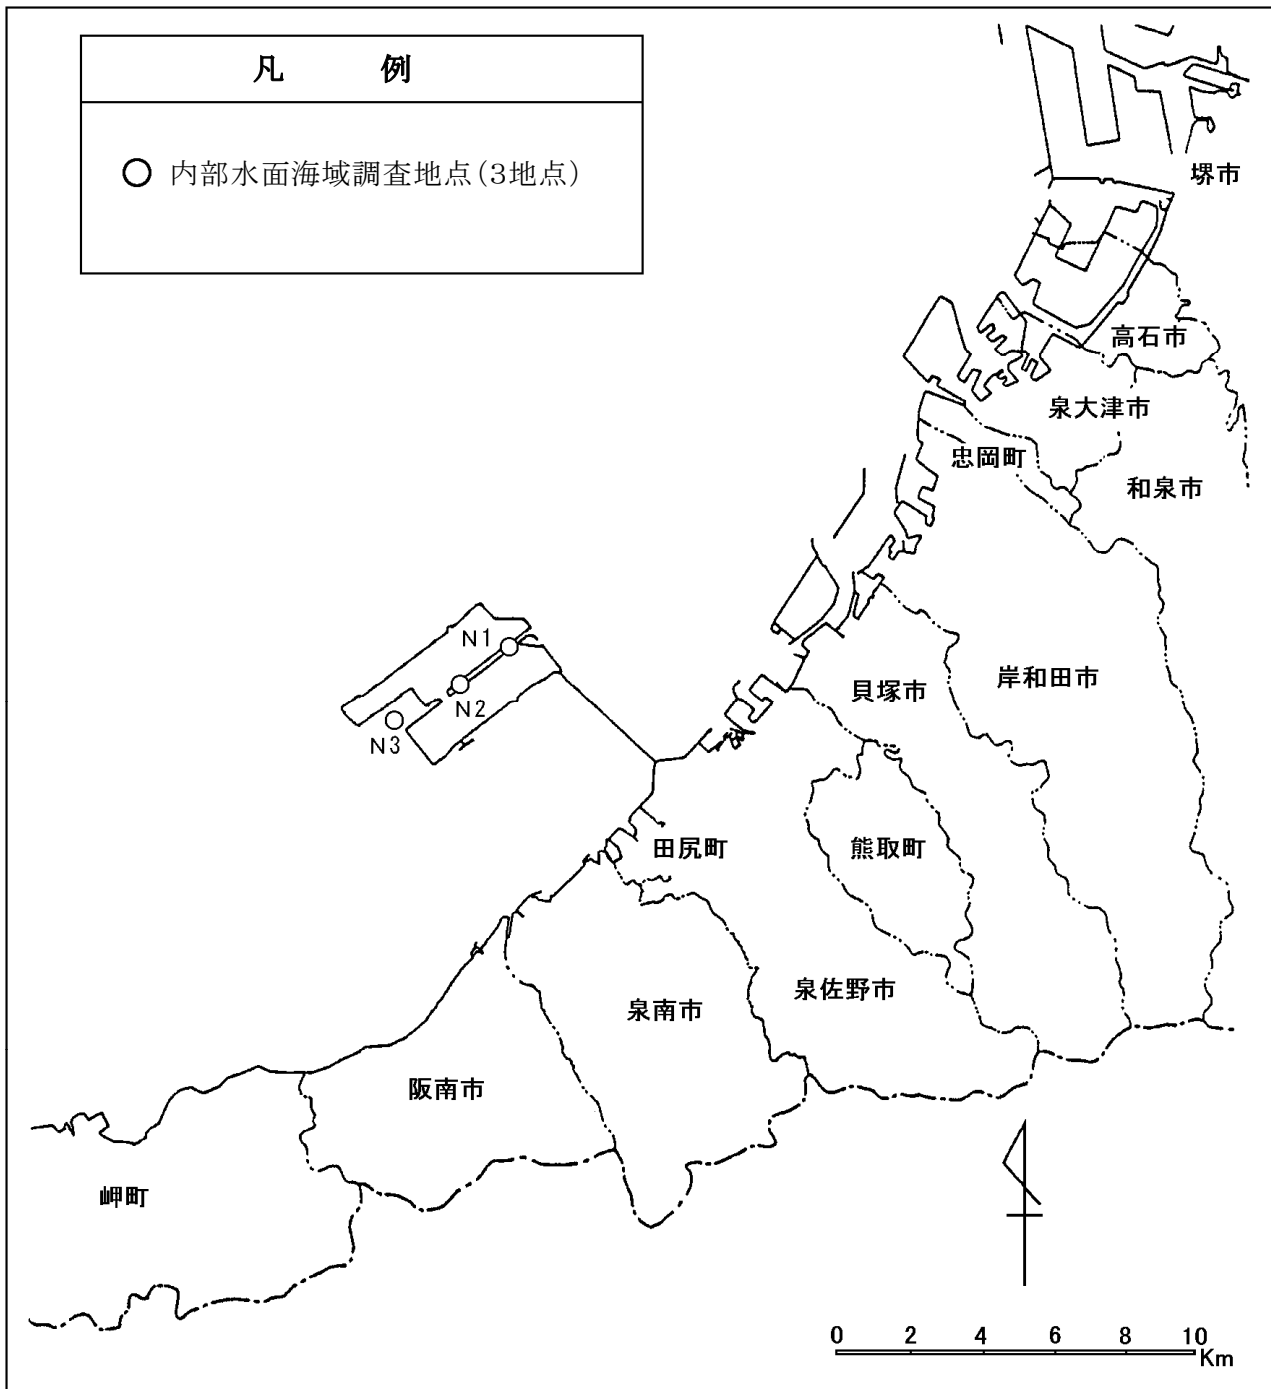 凡　例
○ 内部水面海域調査地点(3地点)
堺市
高石市
泉大津市
忠岡町
和泉市
N1
岸和田市
貝塚市
N2
N3
田尻町
熊取町
泉佐野市
泉南市
阪南市
岬町
0 2 4 6 8 10
Km